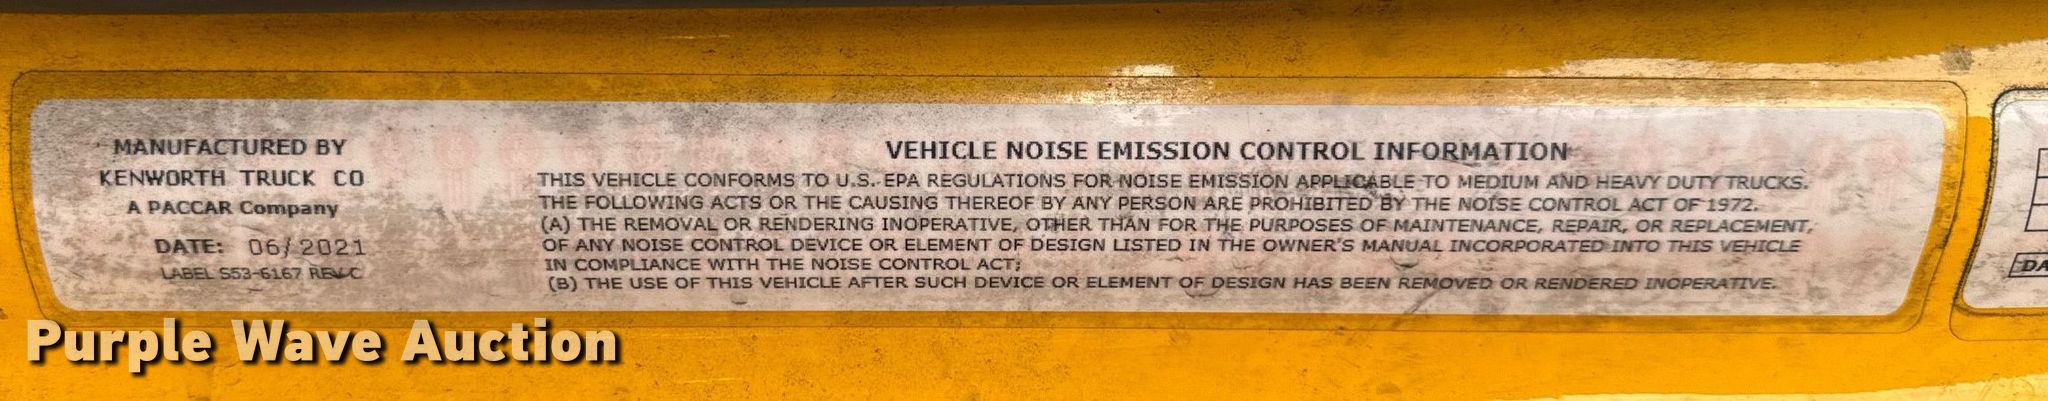 MANUFACTURED BY
KENWORTH TRUCK CO
A PACCAR Company
DATE: 06/2021
LABEL S53-6167 REV C
VEHICLE NOISE EMISSION CONTROL INFORMATION
THIS VEHICLE CONFORMS TO U.S. EPA REGULATIONS FOR NOISE EMISSION APPLICABLE TO MEDIUM AND HEAVY DUTY TRUCKS.
THE FOLLOWING ACTS OR THE CAUSING THEREOF BY ANY PERSON ARE PROHIBITED BY THE NOISE CONTROL ACT OF 1972.
(A) THE REMOVAL OR RENDERING INOPERATIVE, OTHER THAN FOR THE PURPOSES OF MAINTENANCE, REPAIR, OR REPLACEMENT,
OF ANY NOISE CONTROL DEVICE OR ELEMENT OF DESIGN LISTED IN THE OWNER'S MANUAL INCORPORATED INTO THIS VEHICLE
IN COMPLIANCE WITH THE NOISE CONTROL ACT;
(B) THE USE OF THIS VEHICLE AFTER SUCH DEVICE OR ELEMENT OF DESIGN HAS BEEN REMOVED OR RENDERED INOPERATIVE.
DA
Purple Wave Auction